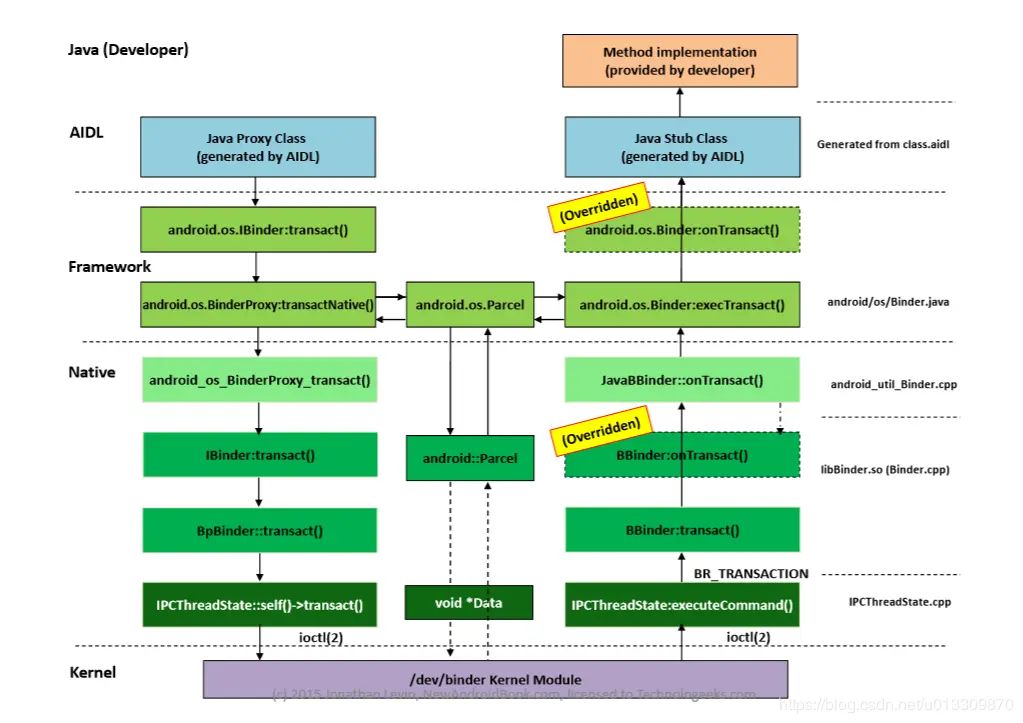 Java (Developer)
Method implementation
(provided by developer)
AIDL
Java Proxy Class
(generated by AIDL)
Java Stub Class
(generated by AIDL)
Generated from class.aidl
(Overridden)
android.os.IBinder:transact()
android.os.Binder:onTransact()
Framework
android.os.BinderProxy:transactNative()
android.os.Parcel
android.os.Binder:execTransact()
android/os/Binder.java
Native
android_os_BinderProxy_transact()
JavaBBinder::onTransact()
android_util_Binder.cpp
(Overridden)
IBinder:transact()
android::Parcel
BBinder:onTransact()
libBinder.so (Binder.cpp)
BpBinder::transact()
BBinder:transact()
BR_TRANSACTION
IPCThreadState::self()->transact()
void *Data
IPCThreadState:executeCommand()
IPCThreadState.cpp
ioctl(2)
ioctl(2)
Kernel
/dev/binder Kernel Module
(c) 2015 Jonathan Levin, NewAndroidBook.com, licensed to Technologeeks.com
https://blog.csdn.net/u013309870